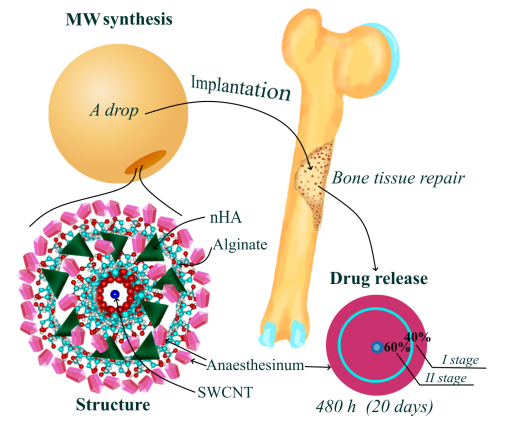 MW synthesis
A drop
Implantation
Bone tissue repair
nHA
Alginate
Drug release
Anaesthesinum
SWCNT
Structure
40%
60%
I stage
II stage
480 h (20 days)